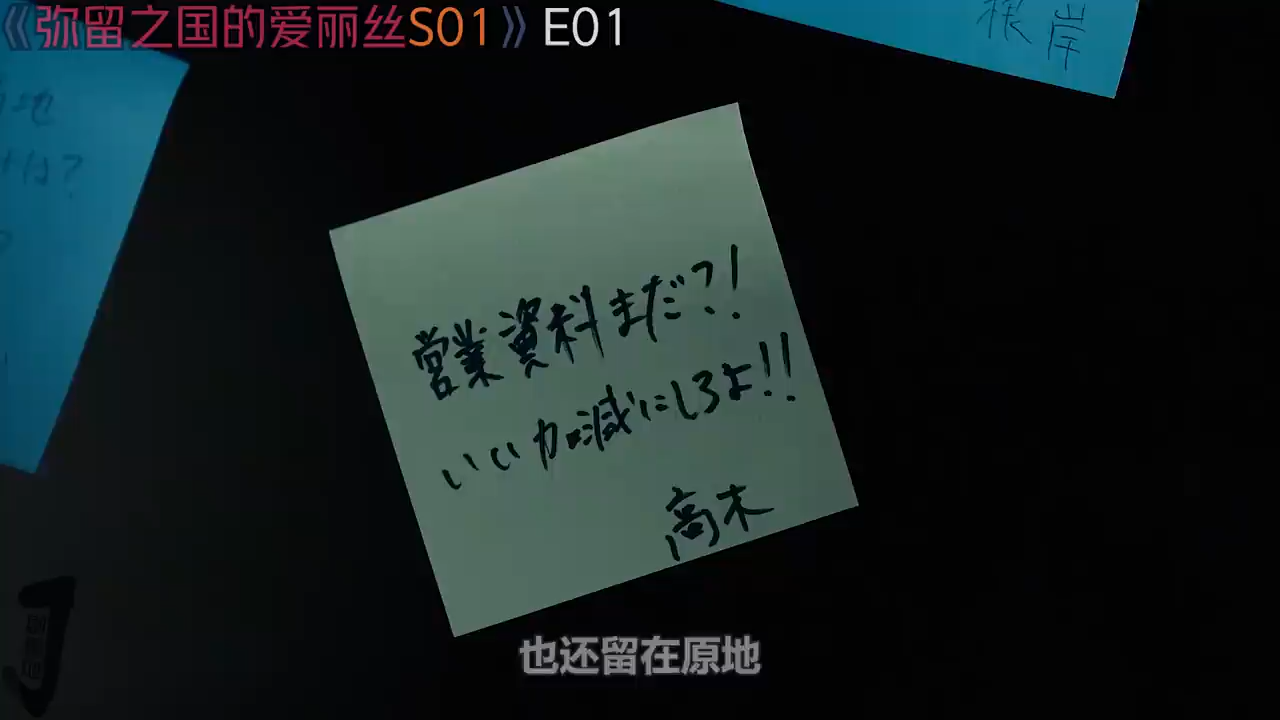 《弥留之国的爱丽丝S01》 E01
根岸
営業資料まだ?!
いい加減にしろよ!!
高木
也还留在原地